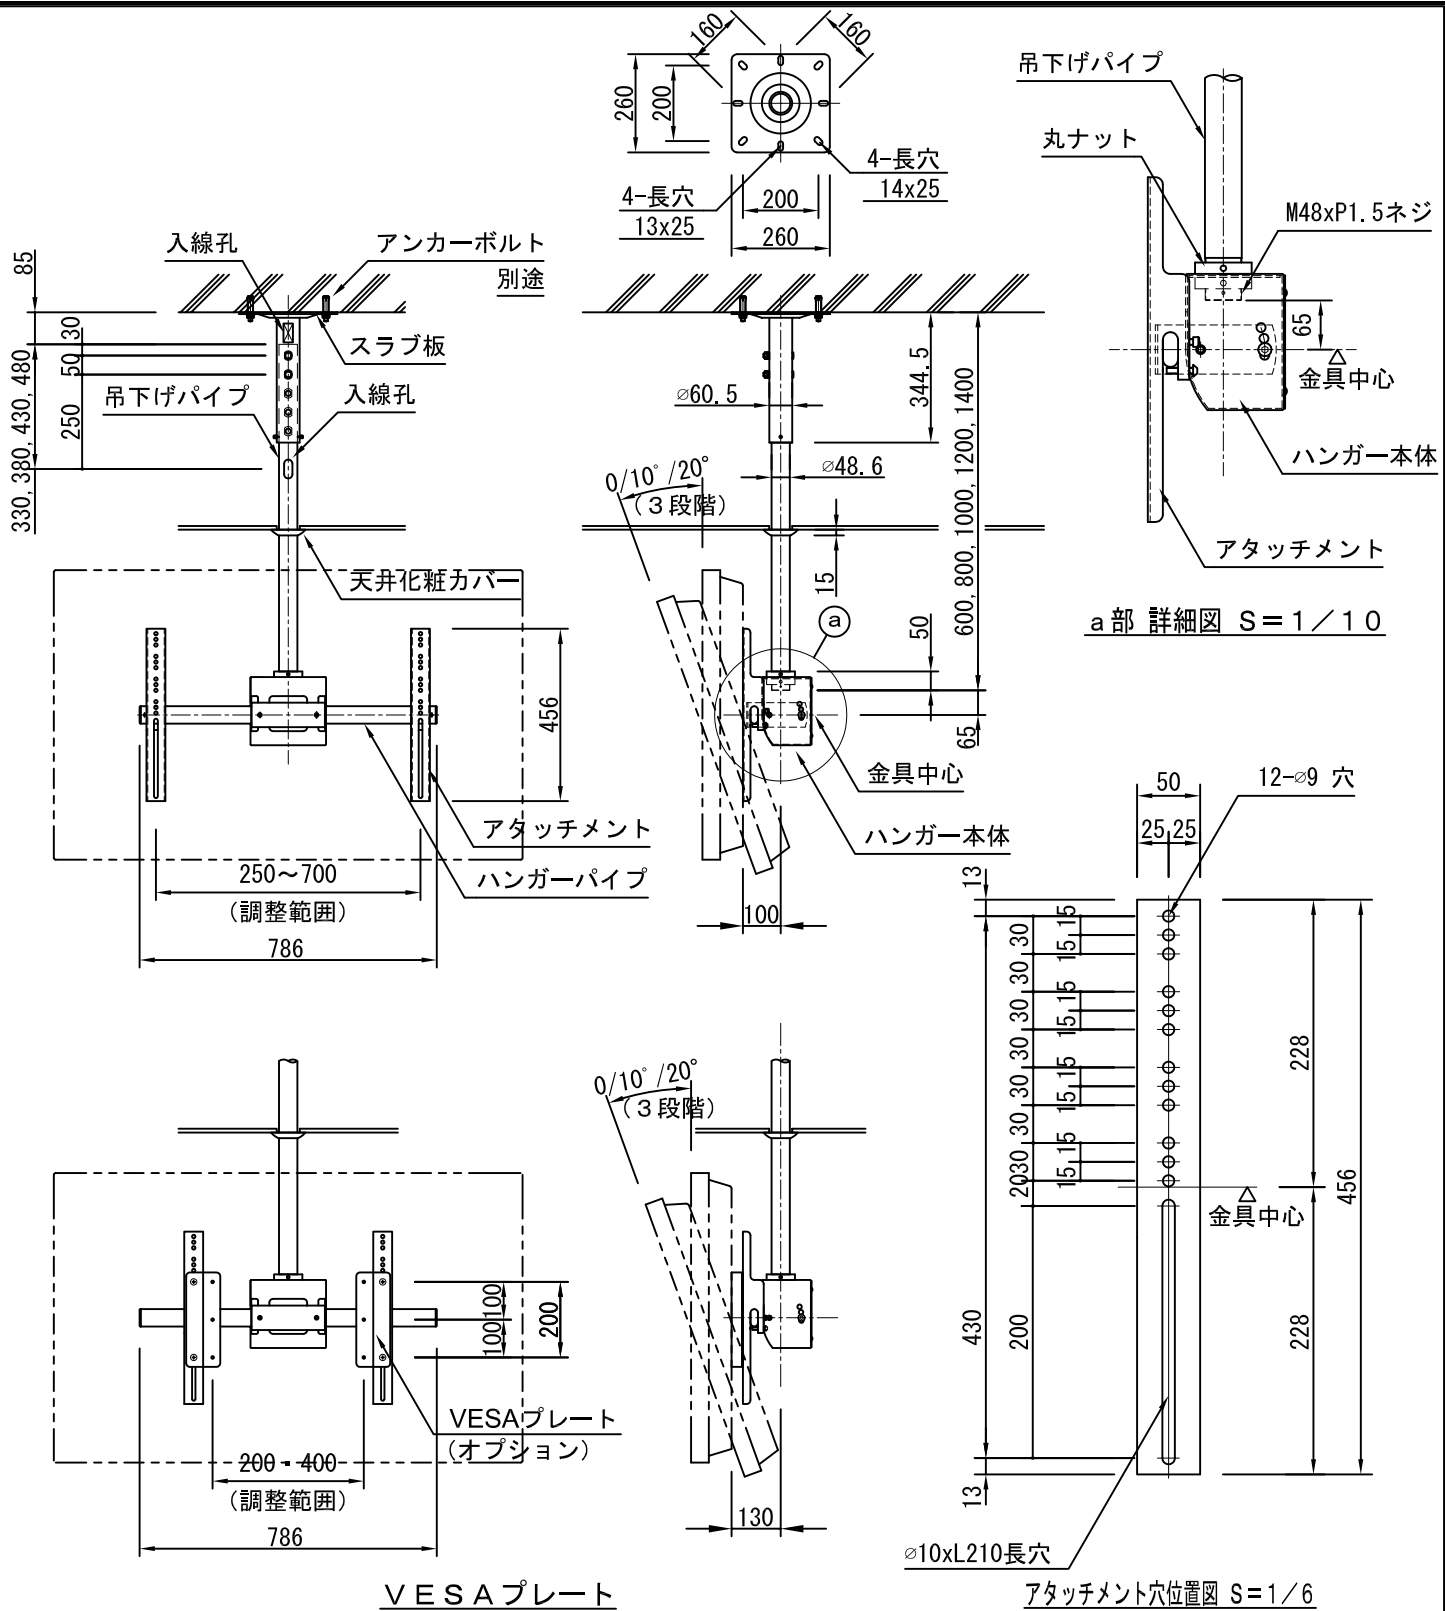 160
160
260
200
4-長穴
14x25
4-長穴
13x25
200
260
吊下げパイプ
丸ナット
M48xP1.5ネジ
65
金具中心
ハンガー本体
アタッチメント
a部 詳細図 S=1/10
入線孔
アンカーボルト
別途
85
30
50
250
330, 380, 430, 480
スラブ板
吊下げパイプ
入線孔
天井化粧カバー
456
アタッチメント
ハンガーパイプ
250～700
(調整範囲)
786
⌀60.5
344.5
⌀48.6
0/10°/20°
(3段階)
15
600, 800, 1000, 1200, 1400
a
50
65
金具中心
ハンガー本体
100
50
12-⌀9 穴
25
25
13
15
30
15
30
15
30
15
30
15
30
15
30
15
30
15
20
228
456
金具中心
430
200
228
13
⌀10xL210長穴
アタッチメント穴位置図 S=1/6
0/10°/20°
(3段階)
130
100
100
200
VESAプレート
(オプション)
200・400
(調整範囲)
786
VESAプレート